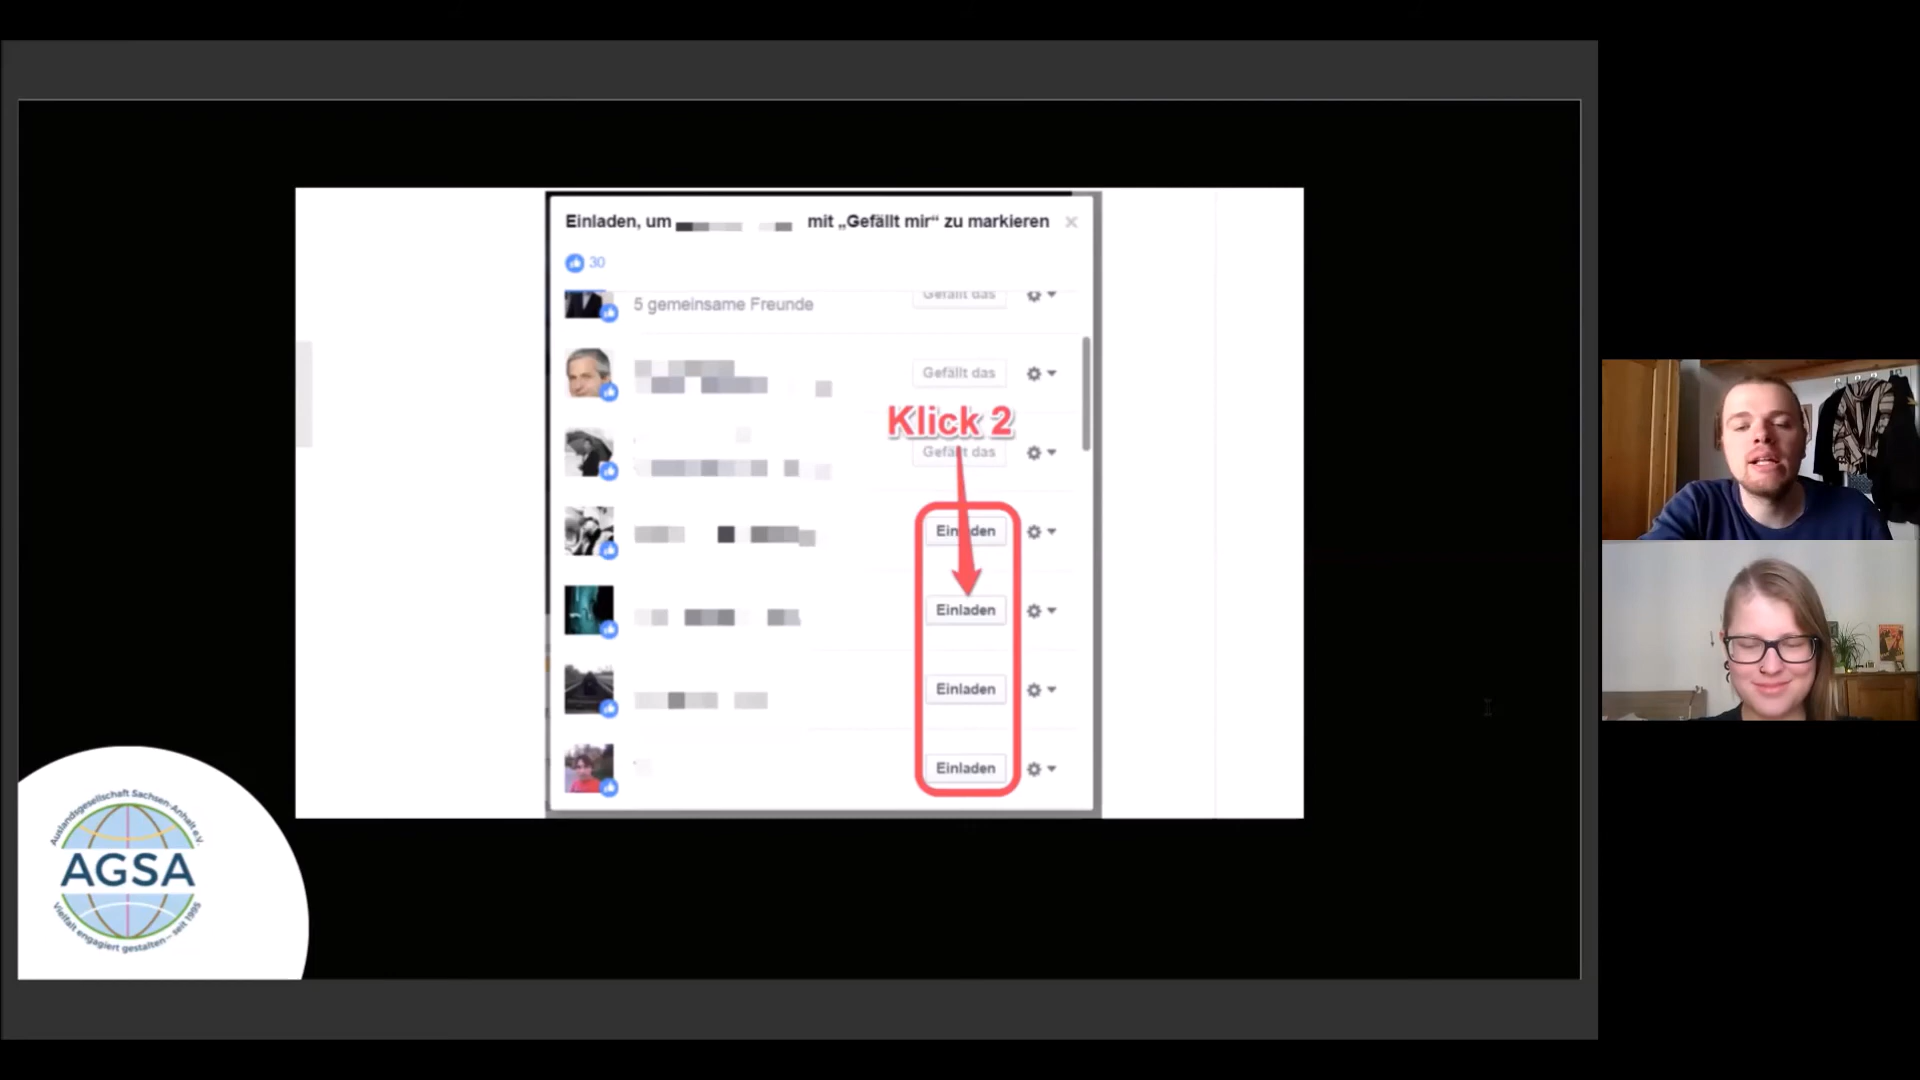 Einladen, um mit „Gefällt mir“ zu markieren
30
5 gemeinsame Freunde
Gefällt das
Gefällt das
Klick 2
Gefällt das
Einladen
Einladen
Einladen
Einladen
Auslandsgesellschaft Sachsen-Anhalt e.V.
AGSA
Vielfalt engagiert gestalten – seit 1995